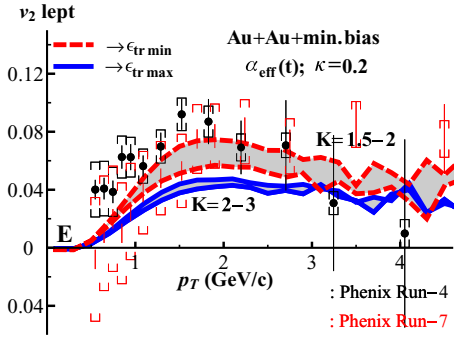 v₂ lept
→ϵtr min
→ϵtr max
Au+Au+min.bias
αeff(t); κ=0.2
0.12
0.08
0.04
0
0.04
K=1.5−2
K=2−3
E
1
2
3
4
pT (GeV/c)
: Phenix Run−4
: Phenix Run−7